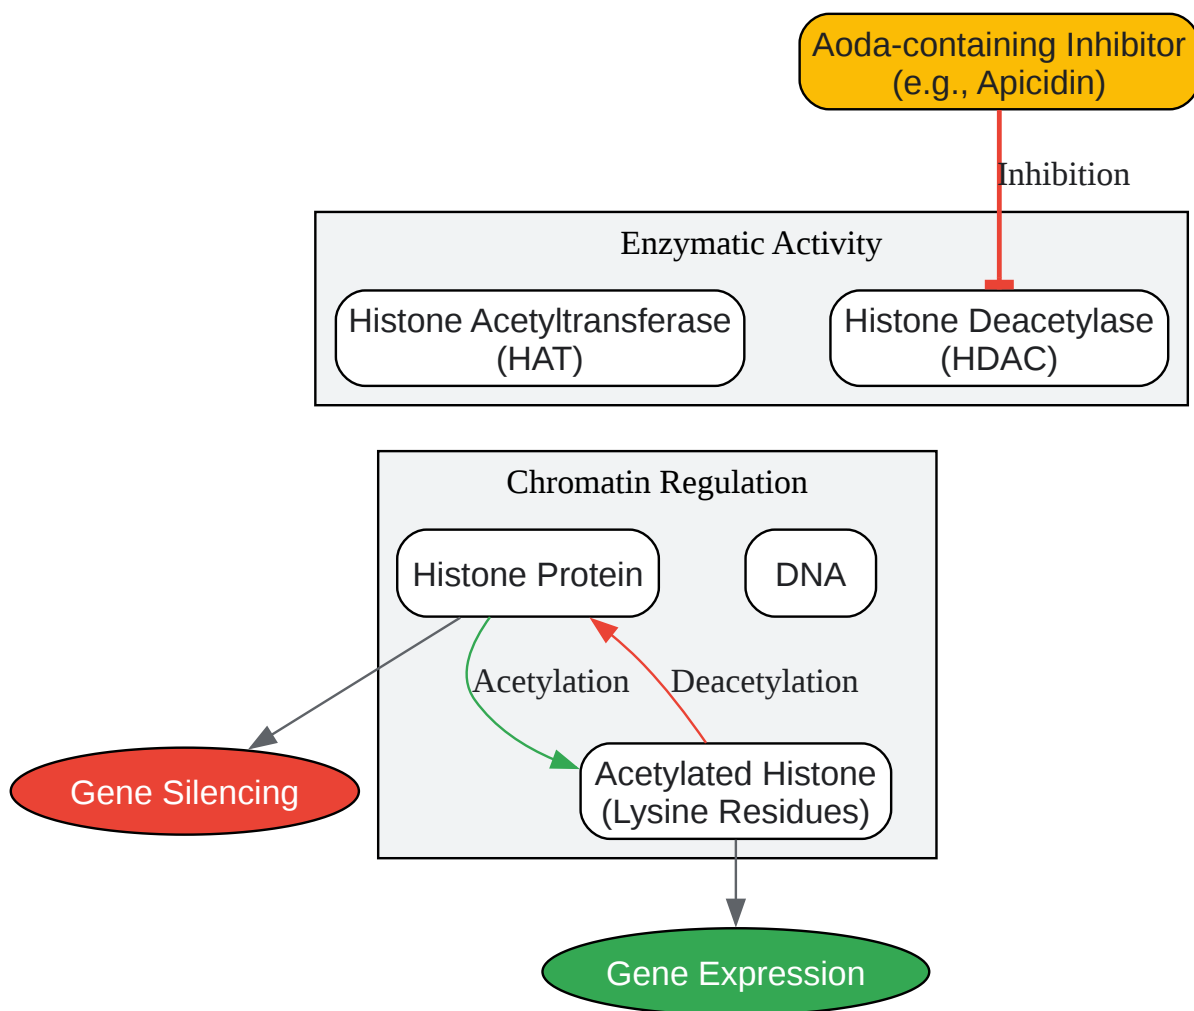 Aoda-containing Inhibitor
(e.g., Apicidin)
Inhibition
Enzymatic Activity
Histone Acetyltransferase
(HAT)
Histone Deacetylase
(HDAC)
Chromatin Regulation
Histone Protein
DNA
Acetylation
Deacetylation
Gene Silencing
Acetylated Histone
(Lysine Residues)
Gene Expression